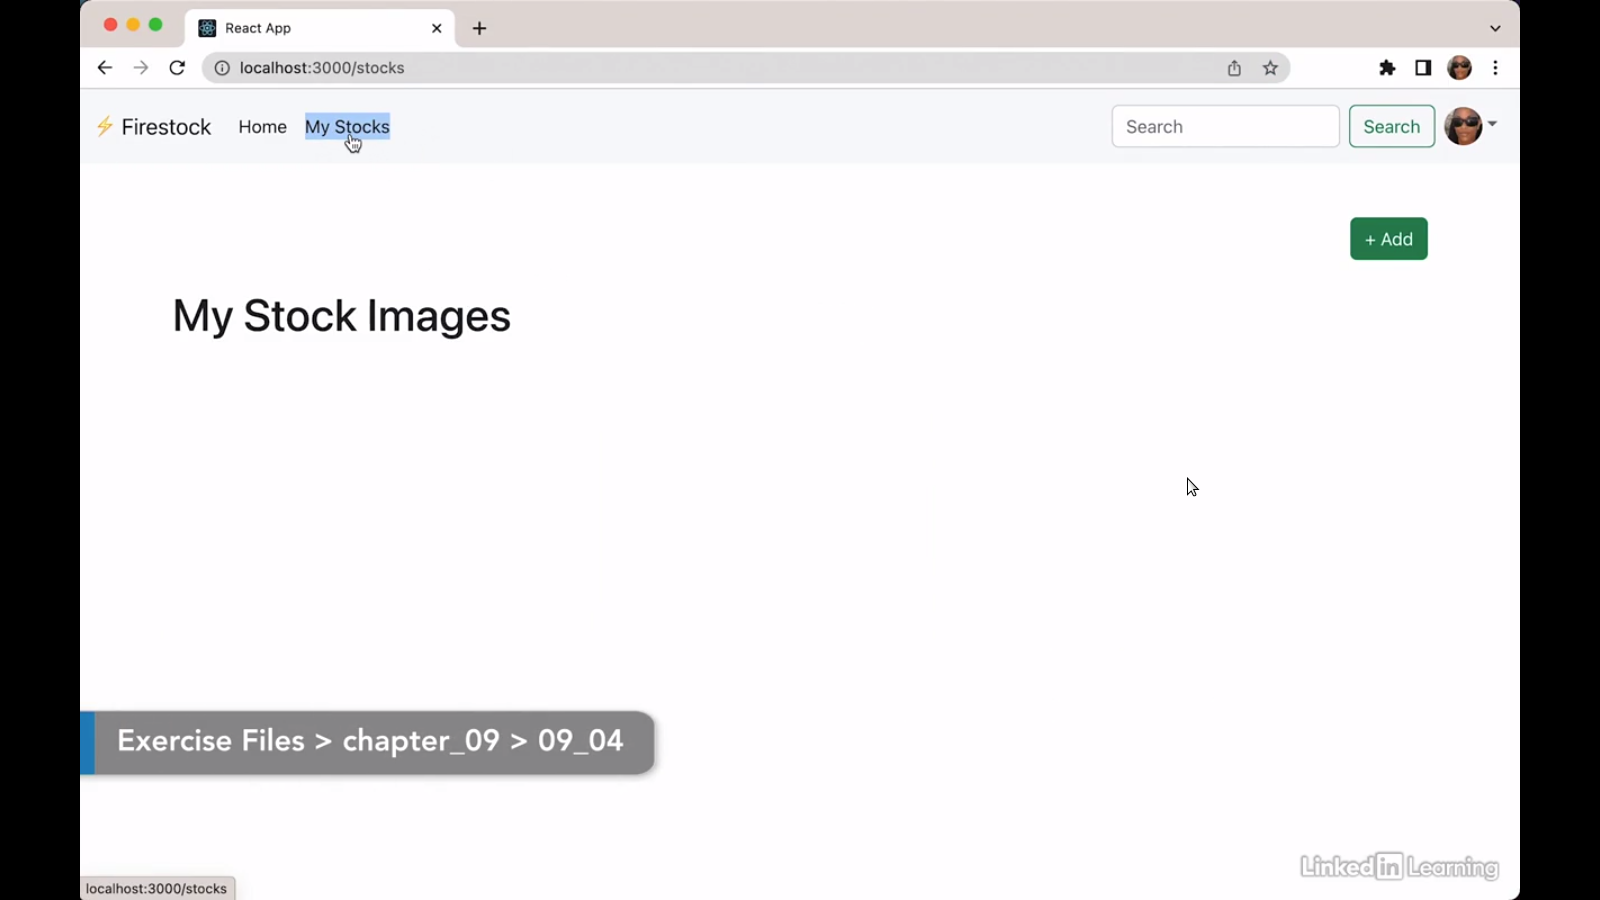 React App
localhost:3000/stocks
⚡ Firestock Home My Stocks Search Search
+ Add
My Stock Images
Exercise Files > chapter_09 > 09_04
LinkedIn Learning
localhost:3000/stocks